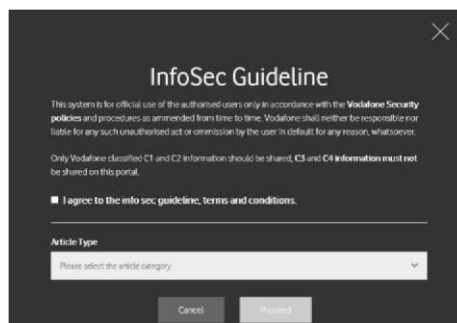 InfoSec Guideline
This system is for official use of the authorised users only in accordance with the Vodafone Security
policies and procedures as ammended from time to time. Vodafone shall neither be responsible nor
liable for any such unauthorised act or ommission by the user in default for any reason, whatsoever.
Only Vodafone classified C1 and C2 information should be shared, C3 and C4 information must not
be shared on this portal.
I agree to the info sec guideline, terms and conditions.
Article Type
Please select the article category
Cancel
Proceed